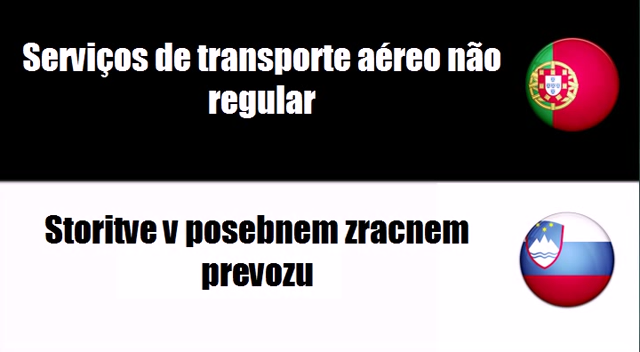 Serviços de transporte aéreo não
regular
Storitve v posebnem zracnem
prevozu